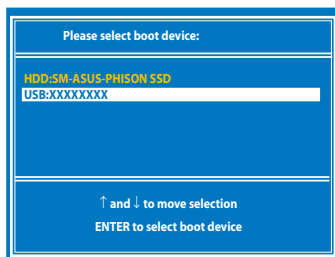 Please select boot device:
HDD:SM-ASUS-PHISON SSD
USB:XXXXXXXX
↑ and ↓ to move selection
ENTER to select boot device